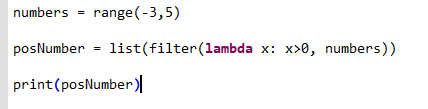 numbers = range(-3,5)
posNumber = list(filter(lambda x: x>0, numbers))
print(posNumber)